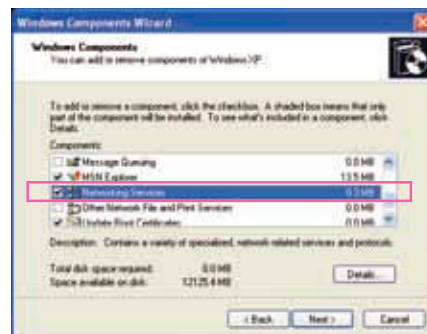 Windows Components Wizard
Windows Components
You can add or remove components of Windows XP.
To add or remove a component, click the checkbox. A shaded box means that only
part of the component will be installed. To see what's included in a component, click
Details.
Components:
Message Queuing 0.0 MB
MSN Explorer 13.5 MB
Networking Services 0.3 MB
Other Network File and Print Services 0.0 MB
Update Root Certificates 0.0 MB
Description: Contains a variety of specialized, network-related services and protocols.
Total disk space required: 0.0 MB
Space available on disk: 12125.4 MB
Details...
< Back Next > Cancel